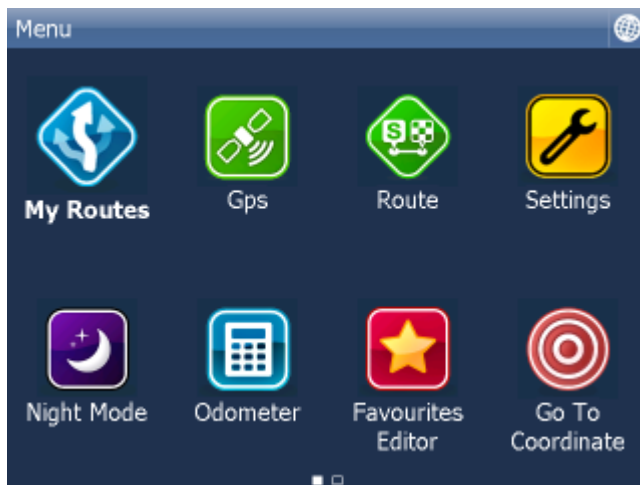 Menu
My Routes
Gps
S
Route
Settings
Night Mode
Odometer
Favourites
Editor
Go To
Coordinate